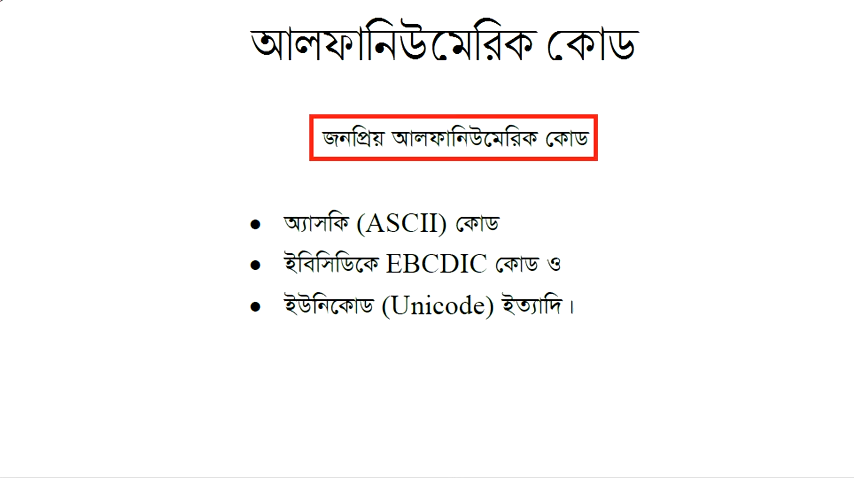 আলফানিউমেরিক কোড
জনপ্রিয় আলফানিউমেরিক কোড
● অ্যাসকি (ASCII) কোড
● ইবিসিডিকে EBCDIC কোড ও
● ইউনিকোড (Unicode) ইত্যাদি।